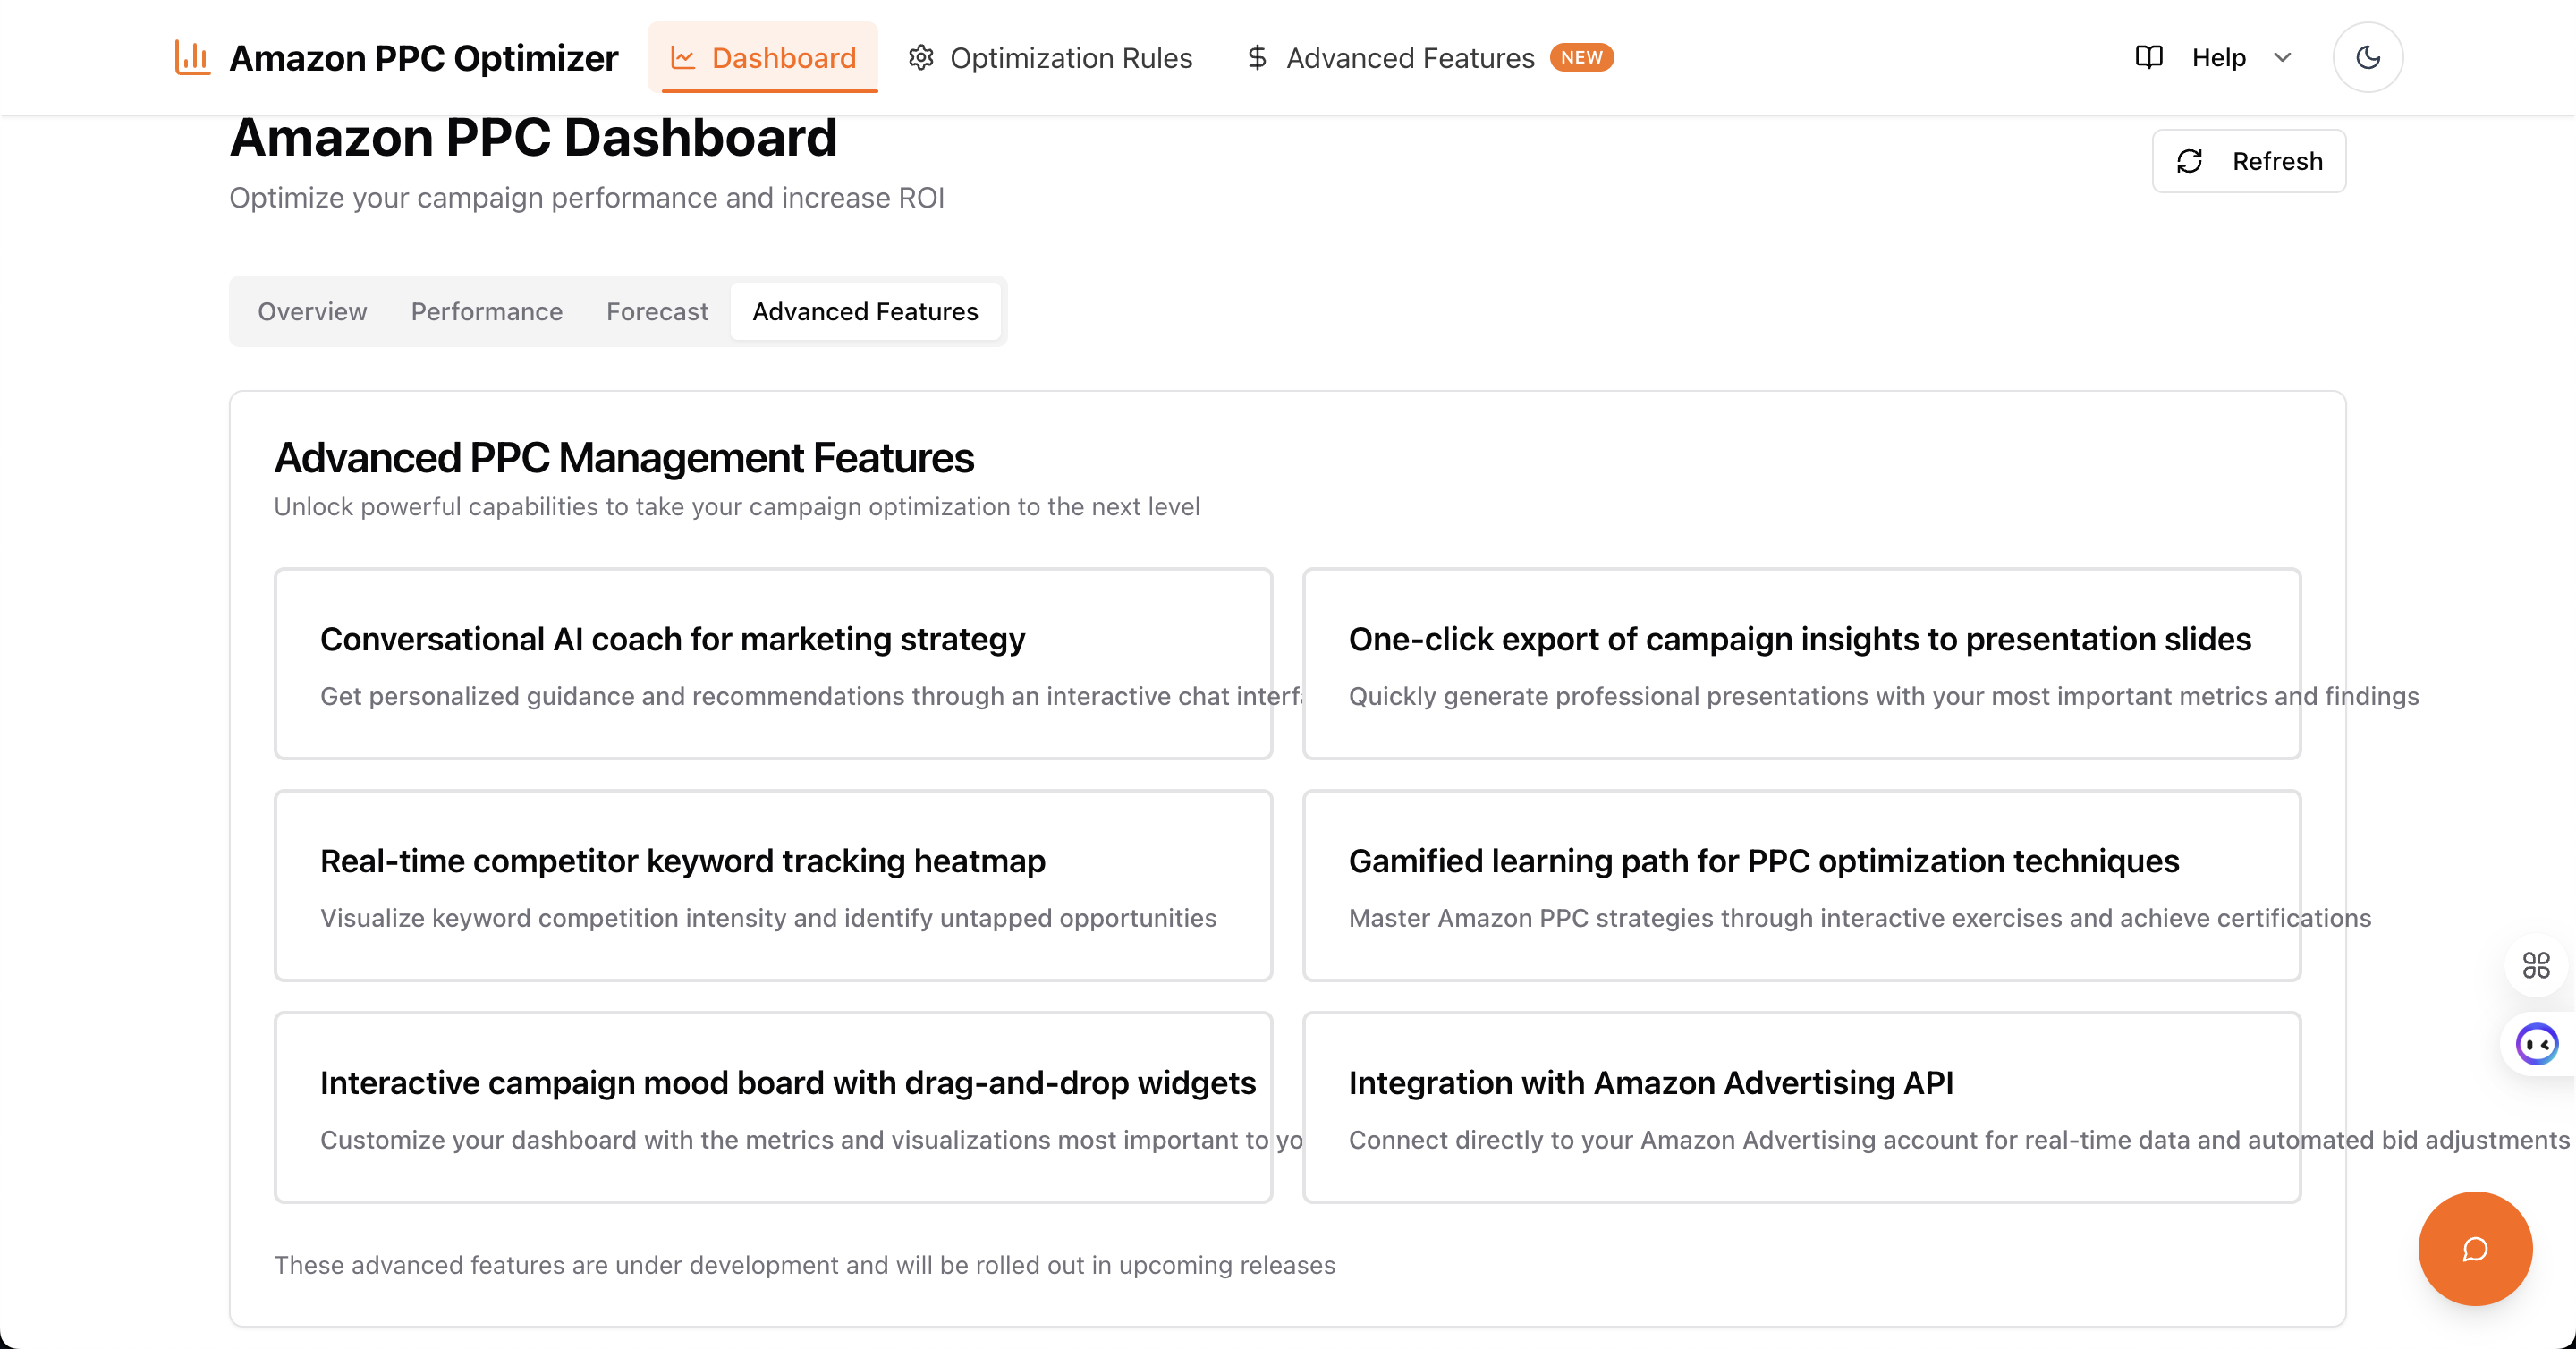 Amazon PPC Optimizer
Dashboard
Optimization Rules
Advanced Features NEW
Help
Amazon PPC Dashboard
Optimize your campaign performance and increase ROI
Refresh
Overview
Performance
Forecast
Advanced Features
Advanced PPC Management Features
Unlock powerful capabilities to take your campaign optimization to the next level
Conversational AI coach for marketing strategy
Get personalized guidance and recommendations through an interactive chat
One-click export of campaign insights to presentation slides
Quickly generate professional presentations with your most important metrics and findings
Real-time competitor keyword tracking heatmap
Visualize keyword competition intensity and identify untapped opportunities
Gamified learning path for PPC optimization techniques
Master Amazon PPC strategies through interactive exercises and achieve certifications
Interactive campaign mood board with drag-and-drop widgets
Customize your dashboard with the metrics and visualizations most important to yo
Integration with Amazon Advertising API
Connect directly to your Amazon Advertising account for real-time data and automated bid adjustments
These advanced features are under development and will be rolled out in upcoming releases